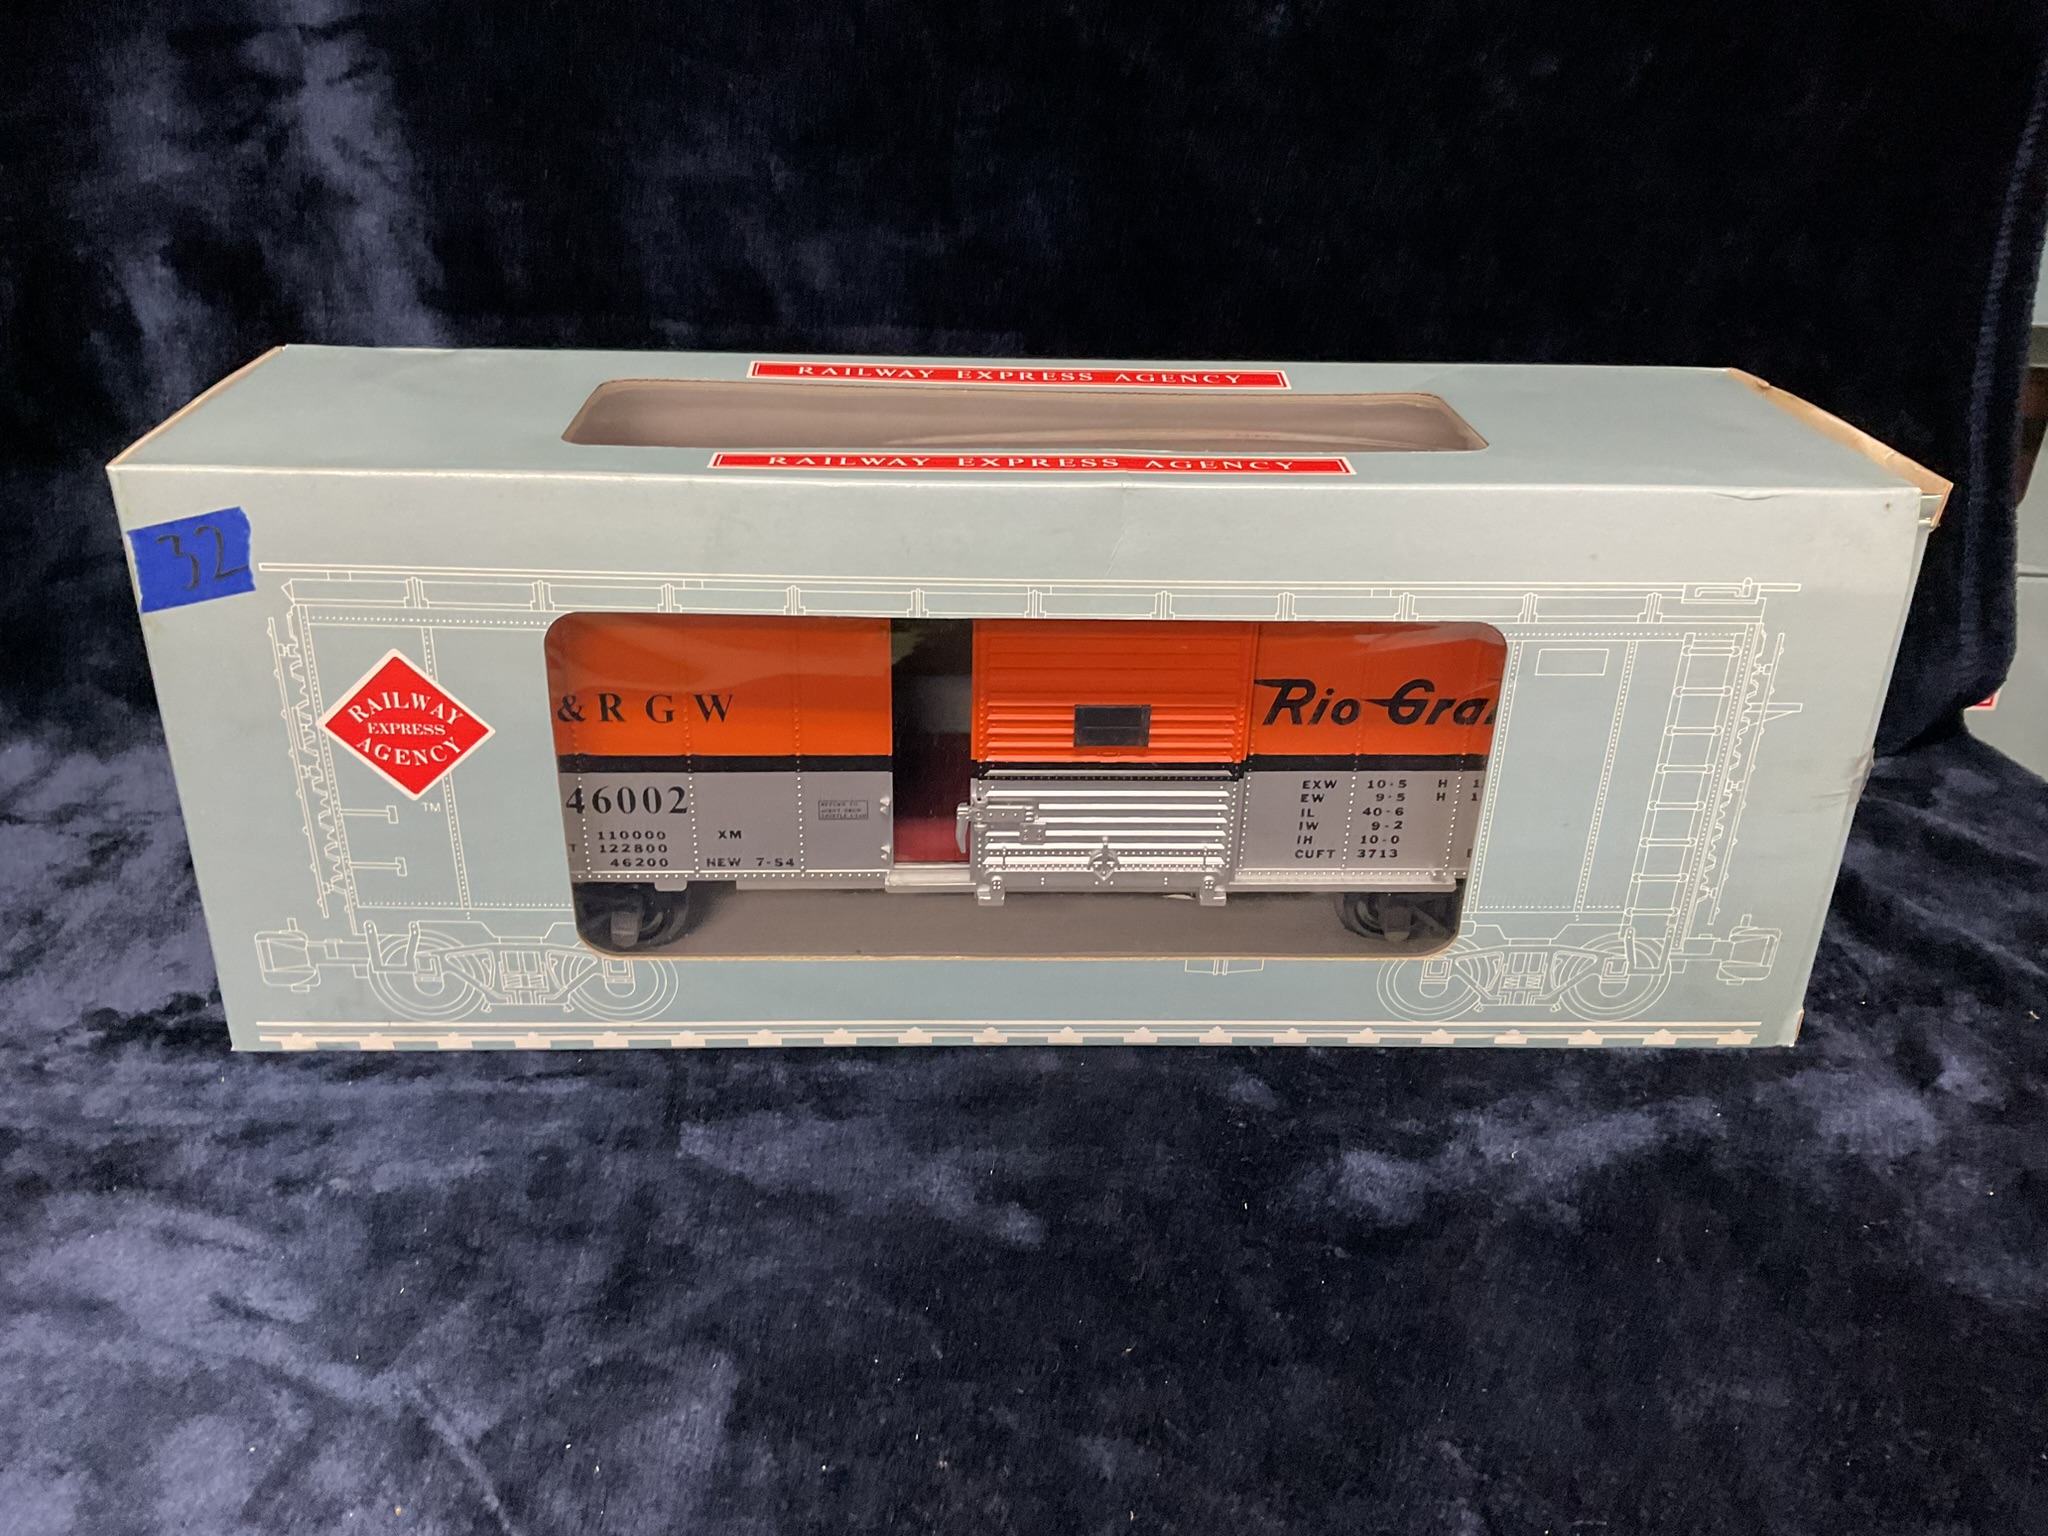 RAILWAY EXPRESS AGENCY
RAILWAY EXPRESS AGENCY
32
RAILWAY
EXPRESS
AGENCY
TM
& R G W
Rio Gra
46002
110000 XM
T 122800
46200 NEW 7-54
EXW 10-5 H 1
EW 9-5 H 1
IL 40-6
IW 9-2
IH 10-0
CUFT 3713